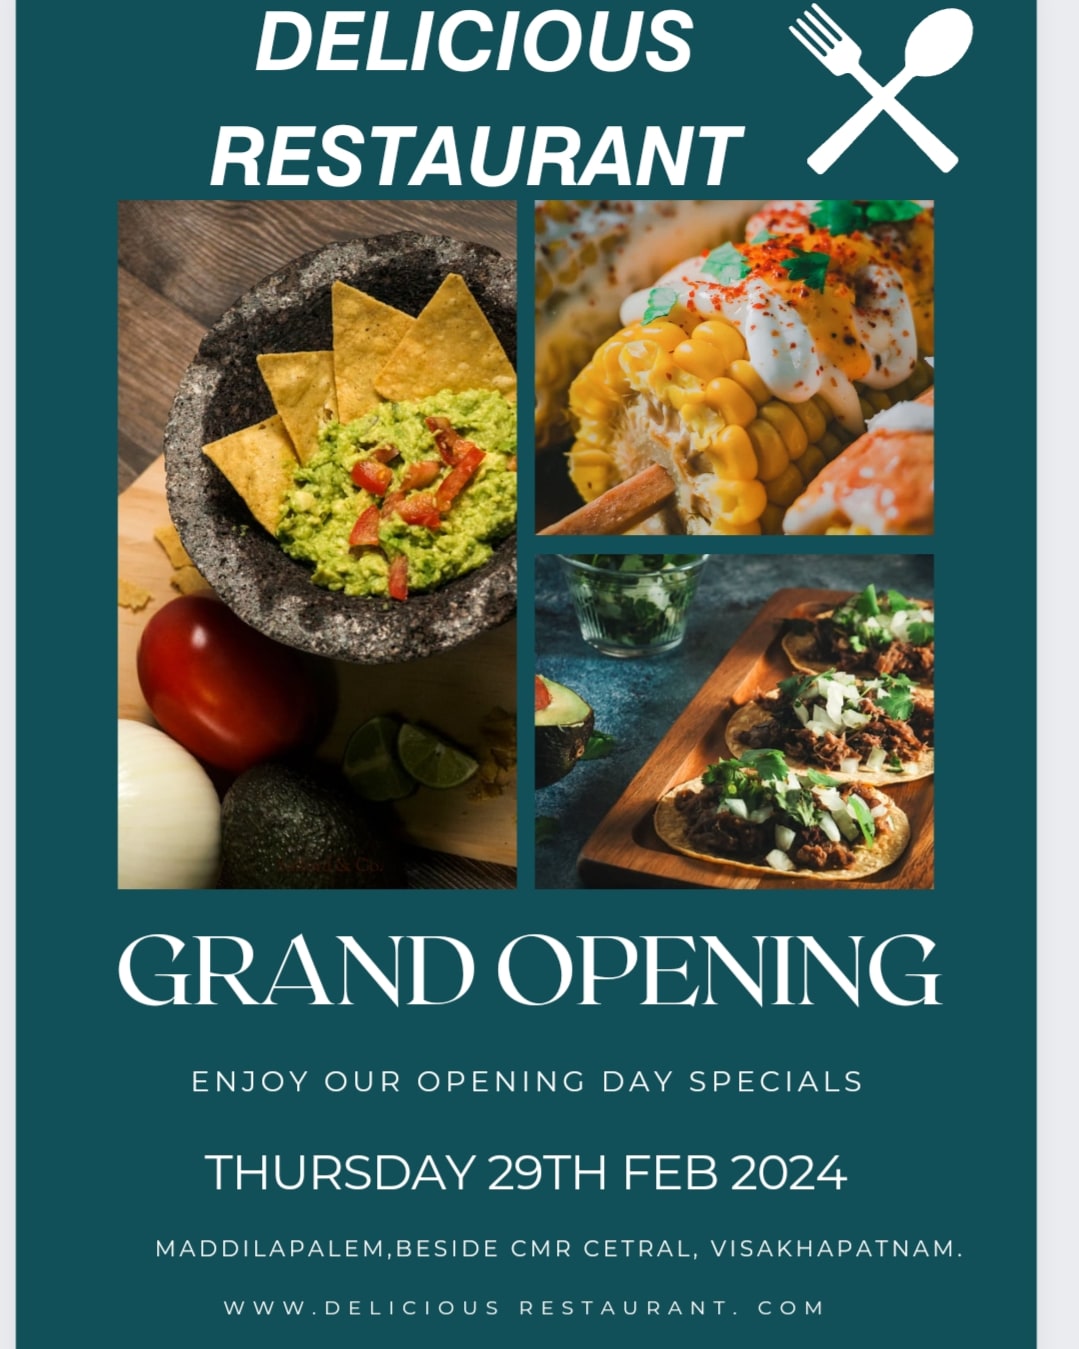 DELICIOUS
RESTAURANT
GRAND OPENING
ENJOY OUR OPENING DAY SPECIALS
THURSDAY 29TH FEB 2024
MADDILAPALEM,BESIDE CMR CETRAL, VISAKHAPATNAM.
WWW.DELICIOUS RESTAURANT. COM